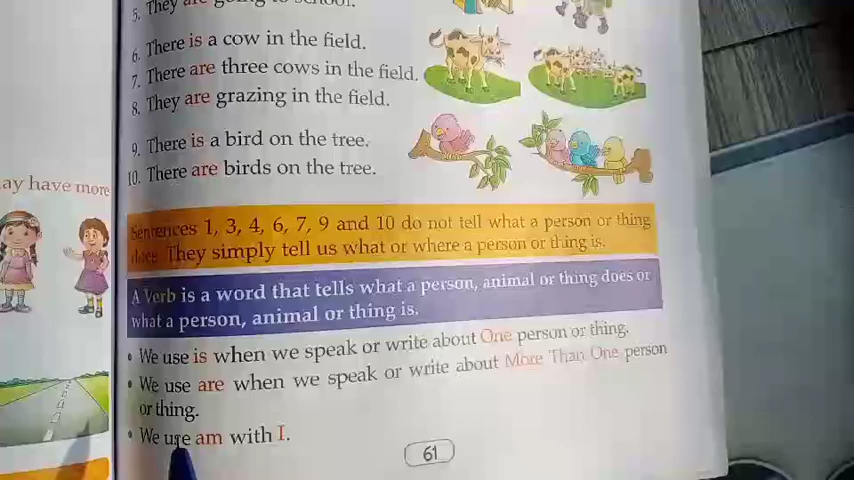 5. They are going to school.
6. There is a cow in the field.
7. There are three cows in the field.
8. They are grazing in the field.
9. There is a bird on the tree.
10. There are birds on the tree.
ay have more
Sentences 1, 3, 4, 6, 7, 9 and 10 do not tell what a person or thing
does. They simply tell us what or where a person or thing is.
A Verb is a word that tells what a person, animal or thing does or
what a person, animal or thing is.
• We use is when we speak or write about One person or thing.
• We use are when we speak or write about More Than One person
or thing.
• We use am with I.
61